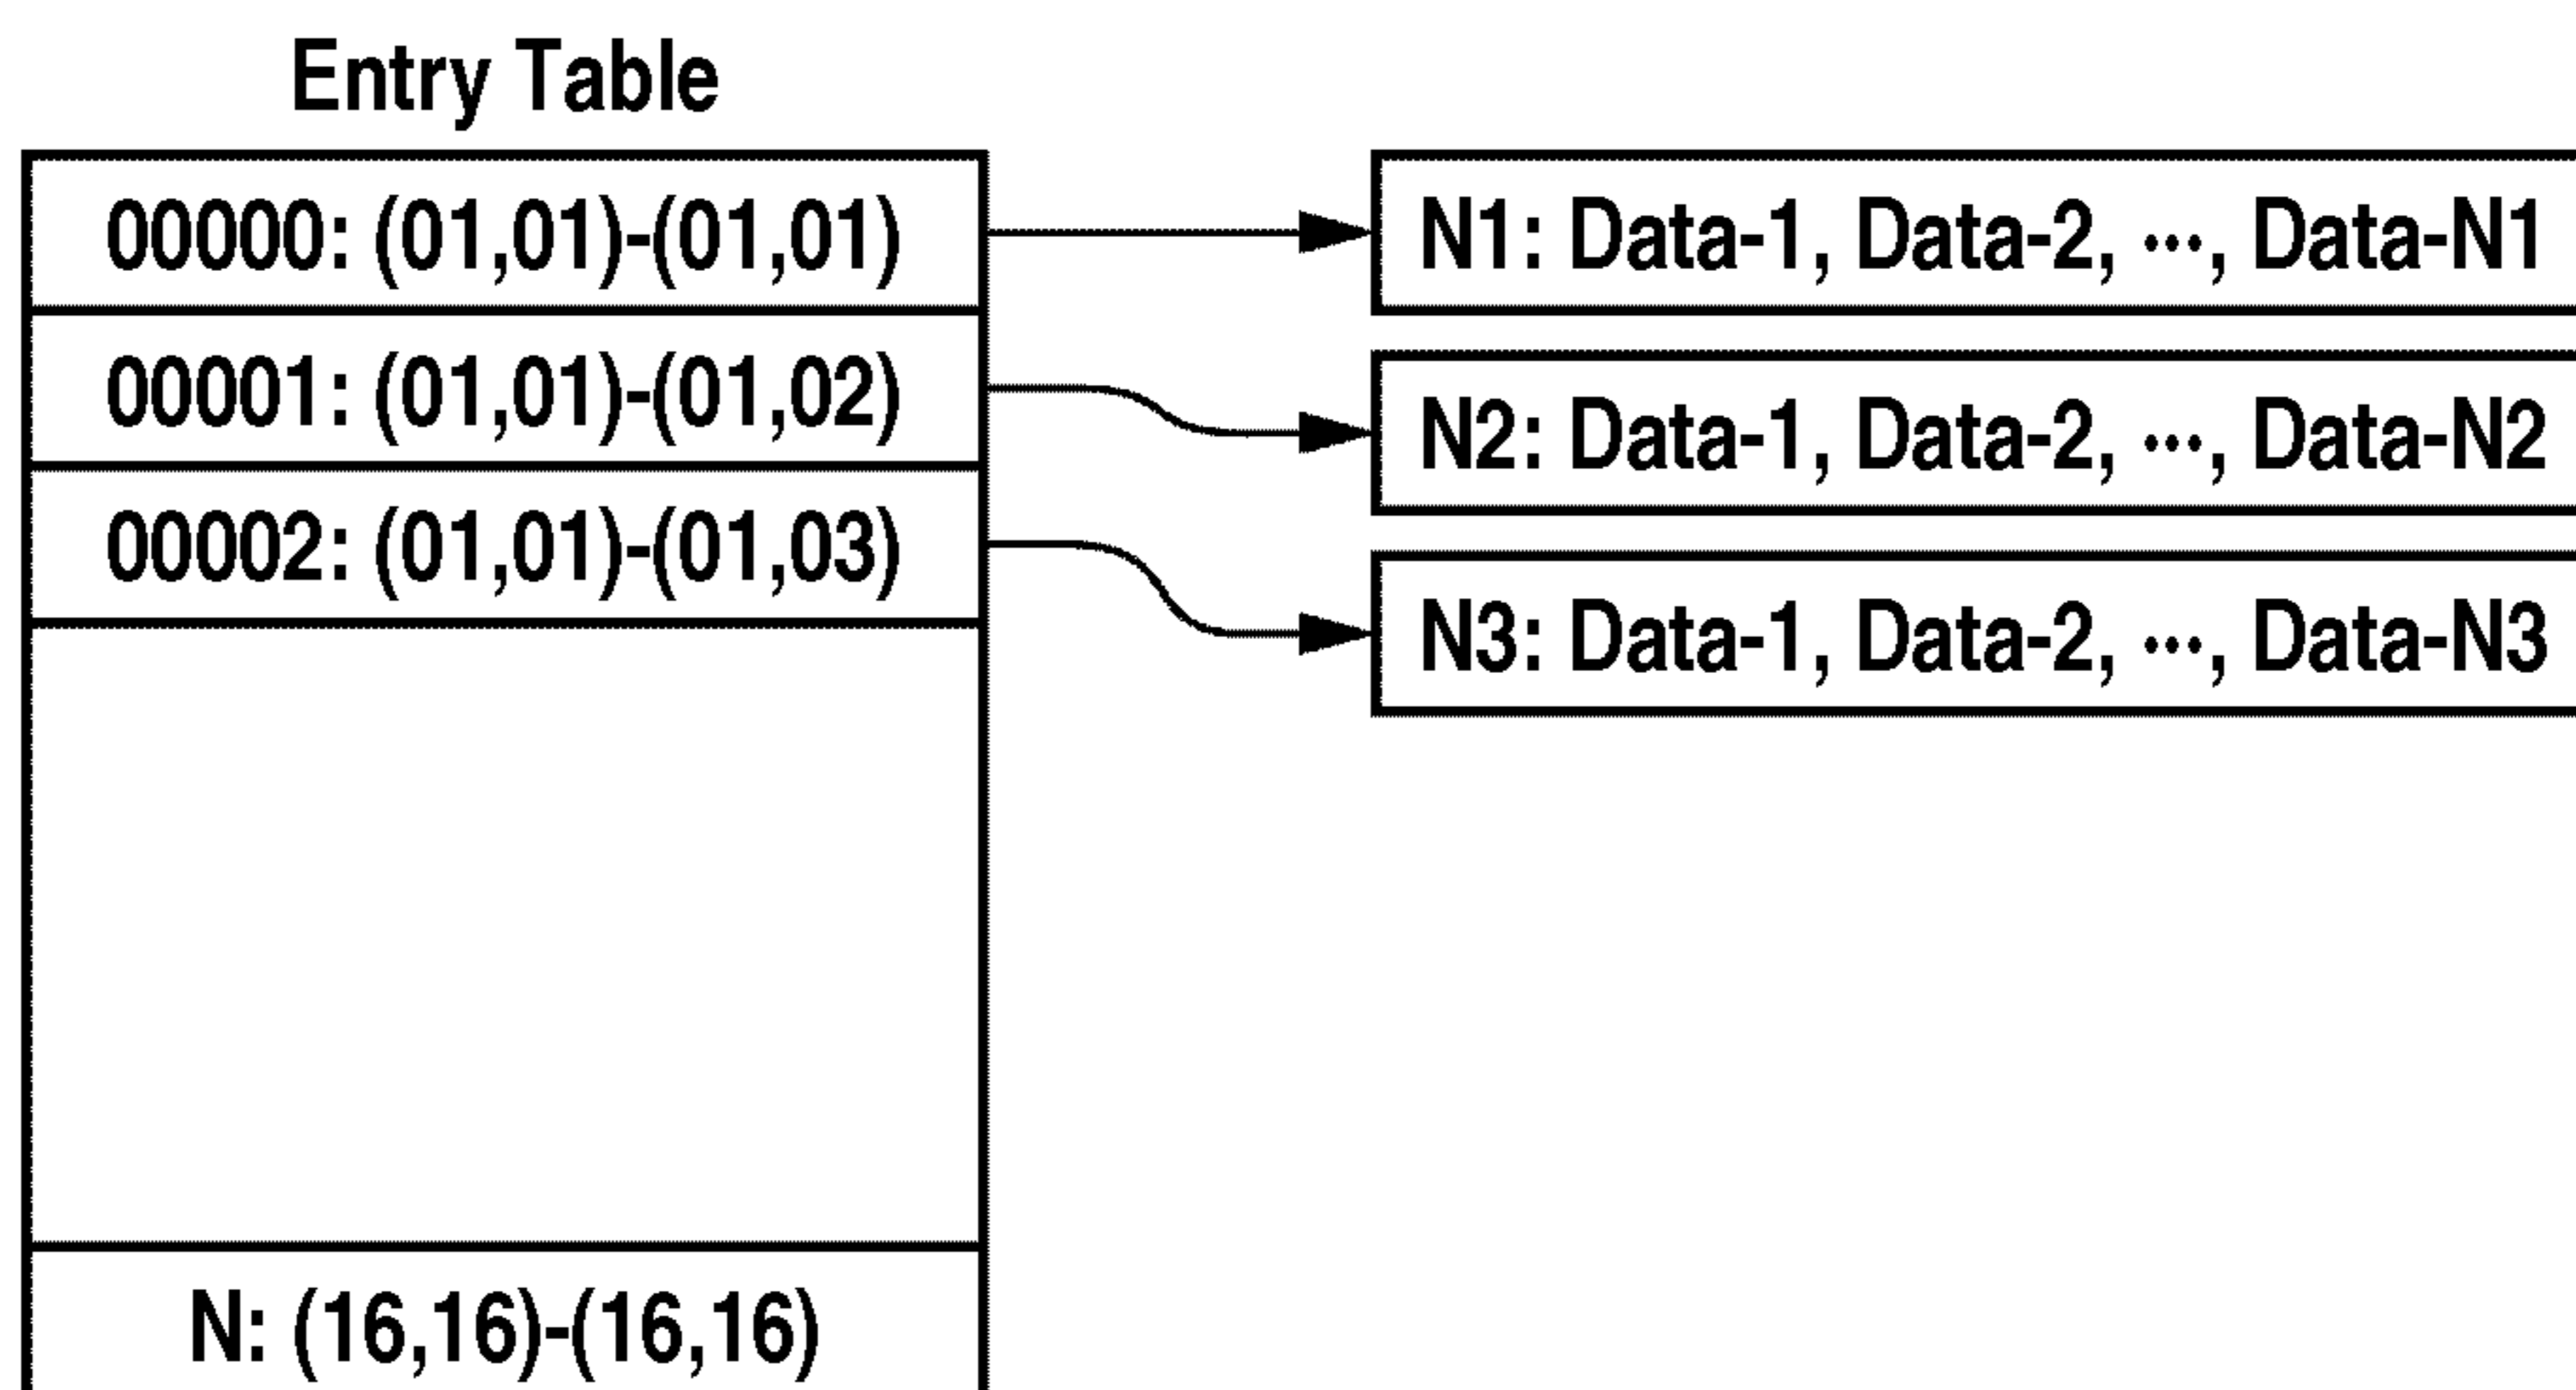 Entry Table
00000: (01,01)-(01,01)
N1: Data-1, Data-2, ···, Data-N1
00001: (01,01)-(01,02)
N2: Data-1, Data-2, ···, Data-N2
00002: (01,01)-(01,03)
N3: Data-1, Data-2, ···, Data-N3
N: (16,16)-(16,16)